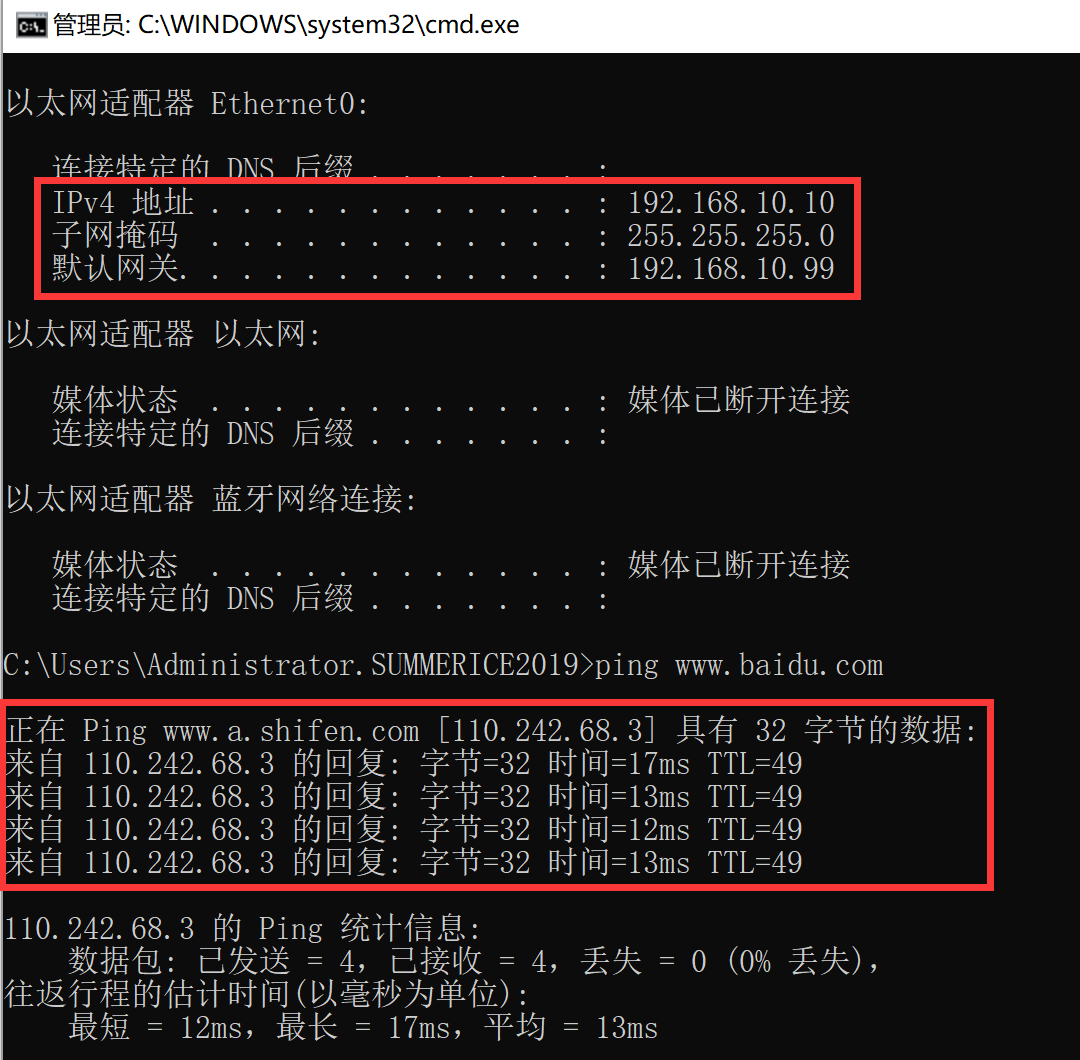 管理员: C:\WINDOWS\system32\cmd.exe
以太网适配器 Ethernet0:
连接特定的 DNS 后缀 . . . . . . . :
IPv4 地址 . . . . . . . . . . . . : 192.168.10.10
子网掩码 . . . . . . . . . . . . : 255.255.255.0
默认网关. . . . . . . . . . . . . : 192.168.10.99
以太网适配器 以太网:
媒体状态 . . . . . . . . . . . . : 媒体已断开连接
连接特定的 DNS 后缀 . . . . . . . :
以太网适配器 蓝牙网络连接:
媒体状态 . . . . . . . . . . . . : 媒体已断开连接
连接特定的 DNS 后缀 . . . . . . . :
C:\Users\Administrator.SUMMERICE2019>ping www.baidu.com
正在 Ping www.a.shifen.com [110.242.68.3] 具有 32 字节的数据:
来自 110.242.68.3 的回复: 字节=32 时间=17ms TTL=49
来自 110.242.68.3 的回复: 字节=32 时间=13ms TTL=49
来自 110.242.68.3 的回复: 字节=32 时间=12ms TTL=49
来自 110.242.68.3 的回复: 字节=32 时间=13ms TTL=49
110.242.68.3 的 Ping 统计信息:
数据包: 已发送 = 4，已接收 = 4，丢失 = 0 (0% 丢失)，
往返行程的估计时间(以毫秒为单位):
最短 = 12ms，最长 = 17ms，平均 = 13ms